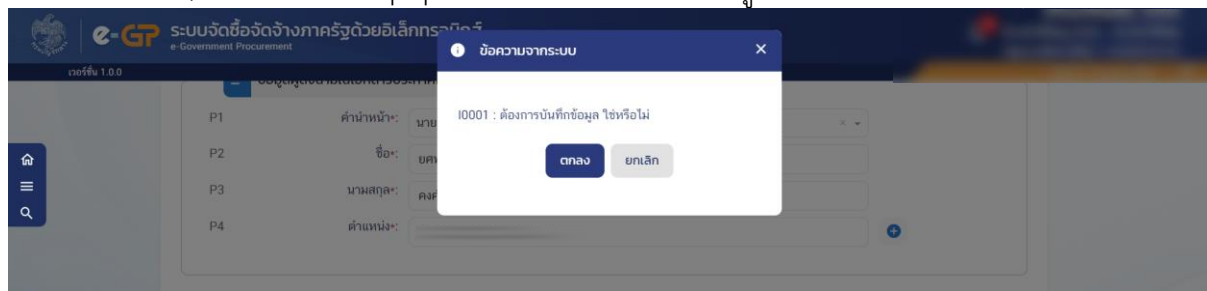 e-GP ระบบจัดซื้อจัดจ้างภาครัฐด้วยอิเล็กทรอนิกส์
e-Government Procurement
เวอร์ชั่น 1.0.0
ข้อความจากระบบ
I0001 : ต้องการบันทึกข้อมูล ใช่หรือไม่
ตกลง ยกเลิก
P1 คำนำหน้า*: นาย
P2 ชื่อ*:
P3 นามสกุล*:
P4 ตำแหน่ง*: